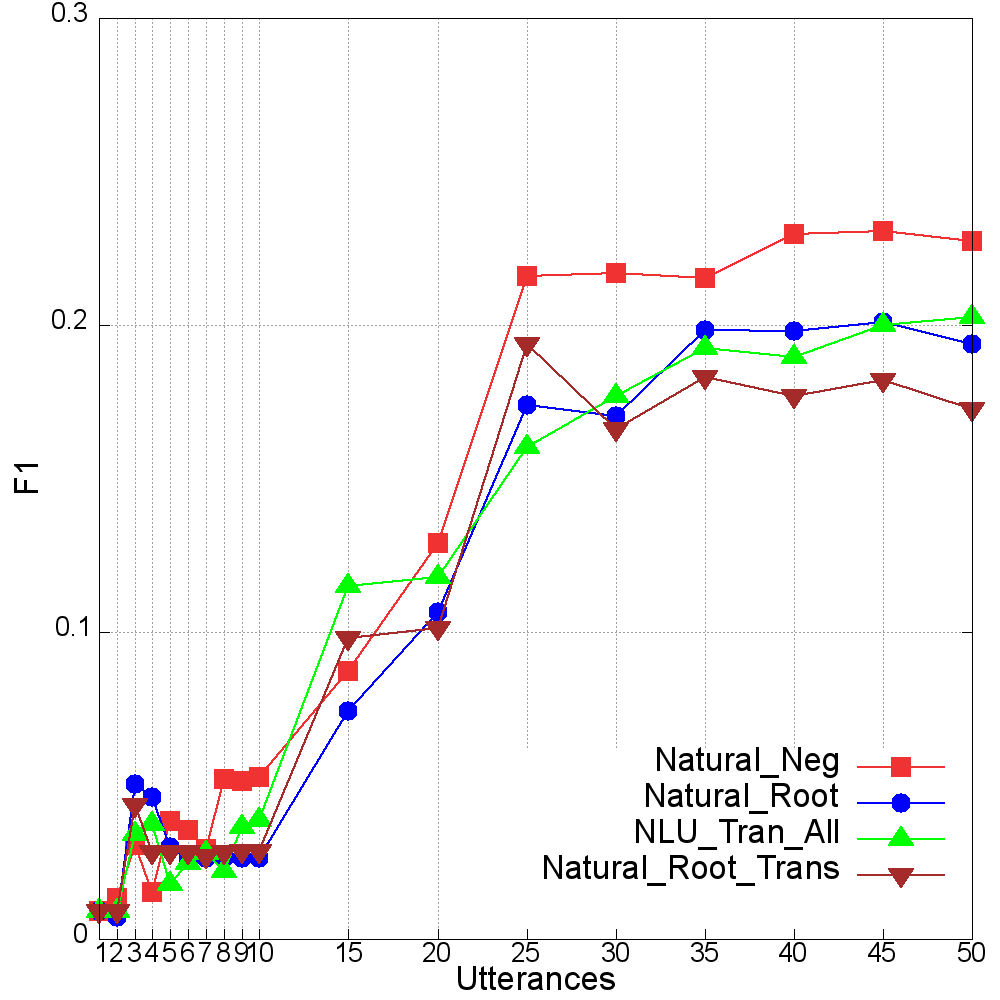 0.3
0.2
0.1
0
F1
1 2 3 4 5 6 7 8 9 10 15 20 25 30 35 40 45 50
Utterances
Natural_Neg
Natural_Root
NLU_Tran_All
Natural_Root_Trans